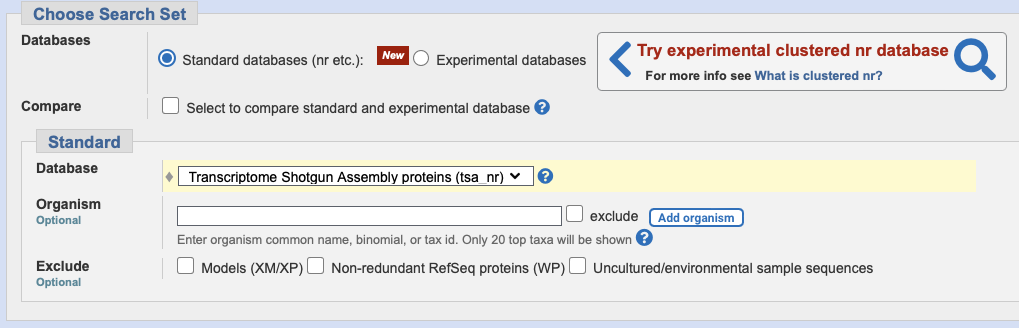 Choose Search Set
Databases
Standard databases (nr etc.): New Experimental databases
Try experimental clustered nr database
For more info see What is clustered nr?
Compare
Select to compare standard and experimental database ?
Standard
Database
Transcriptome Shotgun Assembly proteins (tsa_nr) ?
Organism
Optional
exclude Add organism
Enter organism common name, binomial, or tax id. Only 20 top taxa will be shown ?
Exclude
Optional
Models (XM/XP) Non-redundant RefSeq proteins (WP) Uncultured/environmental sample sequences